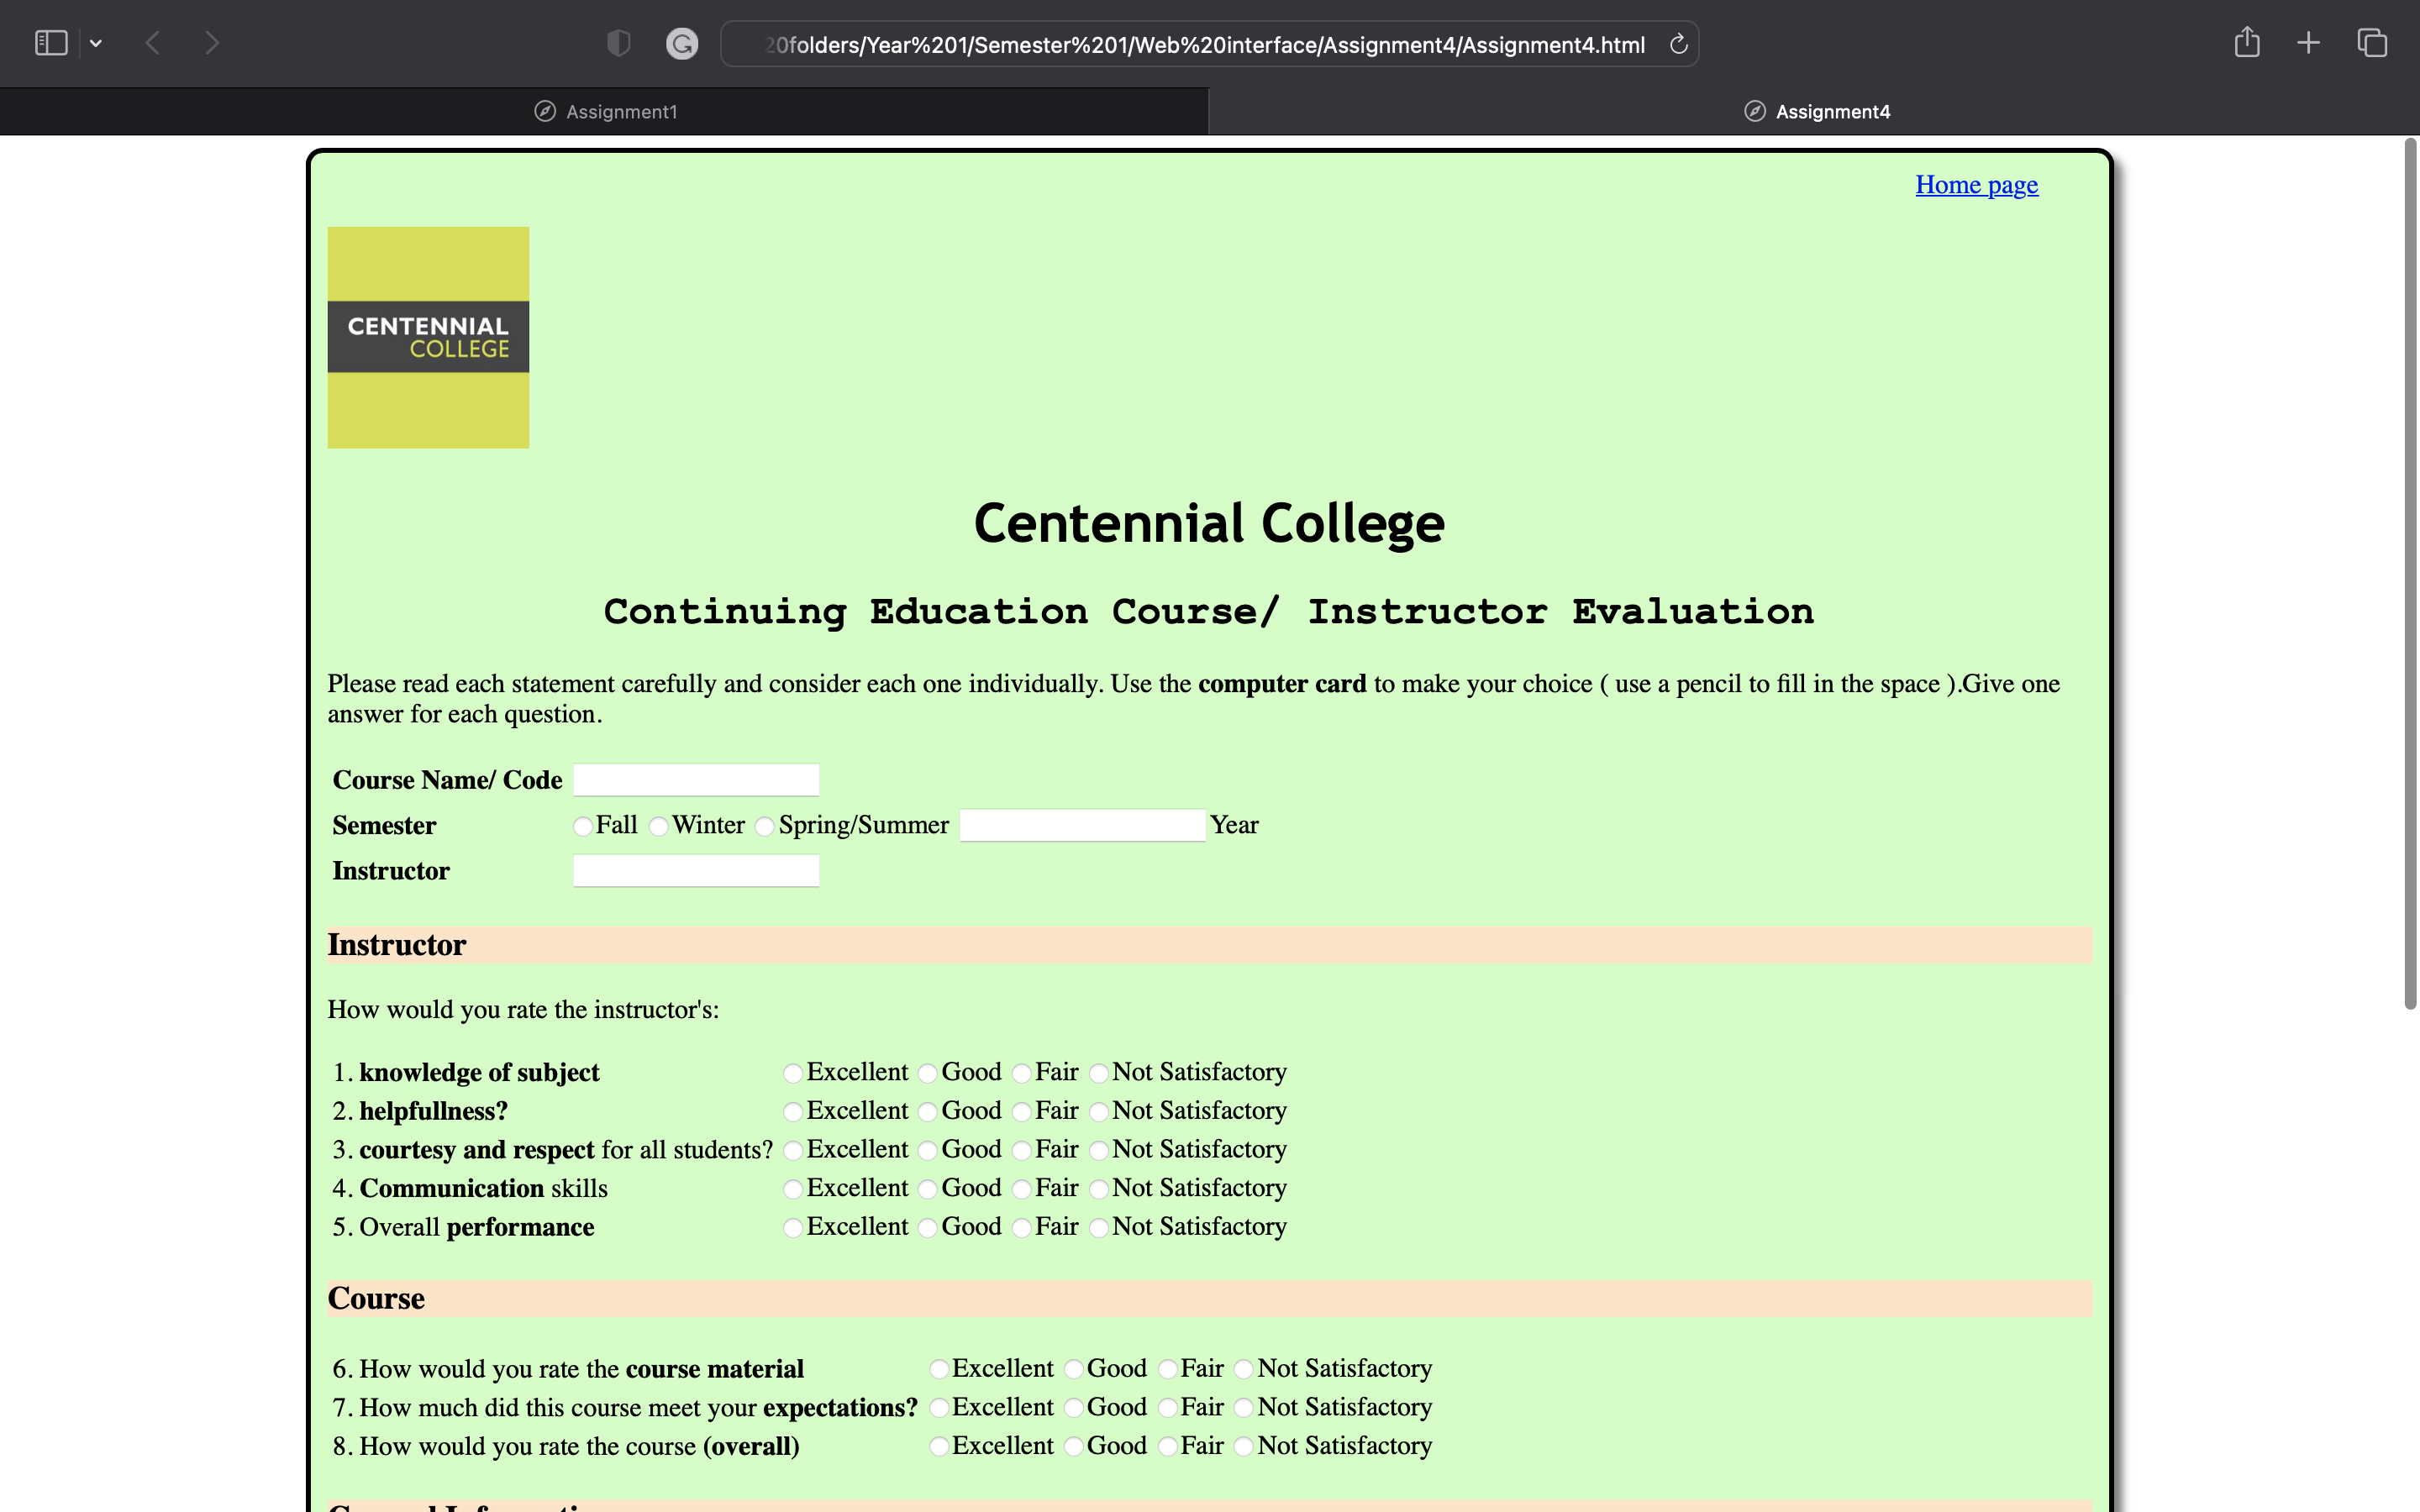 20folders/Year%201/Semester%201/Web%20interface/Assignment4/Assignment4.html
Assignment1
Assignment4
Home page
CENTENNIAL
COLLEGE
Centennial College
Continuing Education Course/ Instructor Evaluation
Please read each statement carefully and consider each one individually. Use the computer card to make your choice ( use a pencil to fill in the space ).Give one
answer for each question.
Course Name/ Code
Semester Fall Winter Spring/Summer Year
Instructor
Instructor
How would you rate the instructor's:
1. knowledge of subject Excellent Good Fair Not Satisfactory
2. helpfullness? Excellent Good Fair Not Satisfactory
3. courtesy and respect for all students? Excellent Good Fair Not Satisfactory
4. Communication skills Excellent Good Fair Not Satisfactory
5. Overall performance Excellent Good Fair Not Satisfactory
Course
6. How would you rate the course material Excellent Good Fair Not Satisfactory
7. How much did this course meet your expectations? Excellent Good Fair Not Satisfactory
8. How would you rate the course (overall) Excellent Good Fair Not Satisfactory